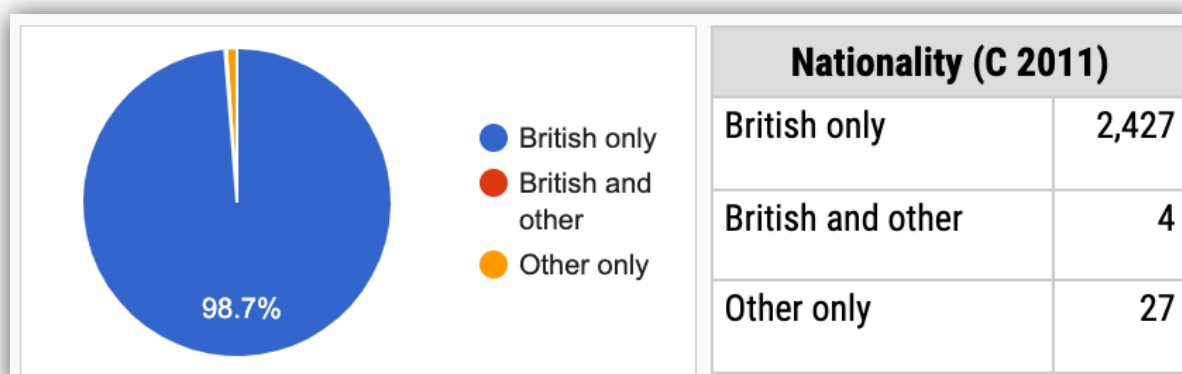 98.7%
British only
British and
other
Other only
Nationality (C 2011)
British only 2,427
British and other 4
Other only 27